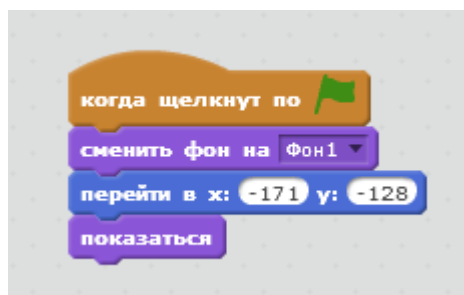 когда щелкнут по
сменить фон на Фон1
перейти в x: -171 y: -128
показаться